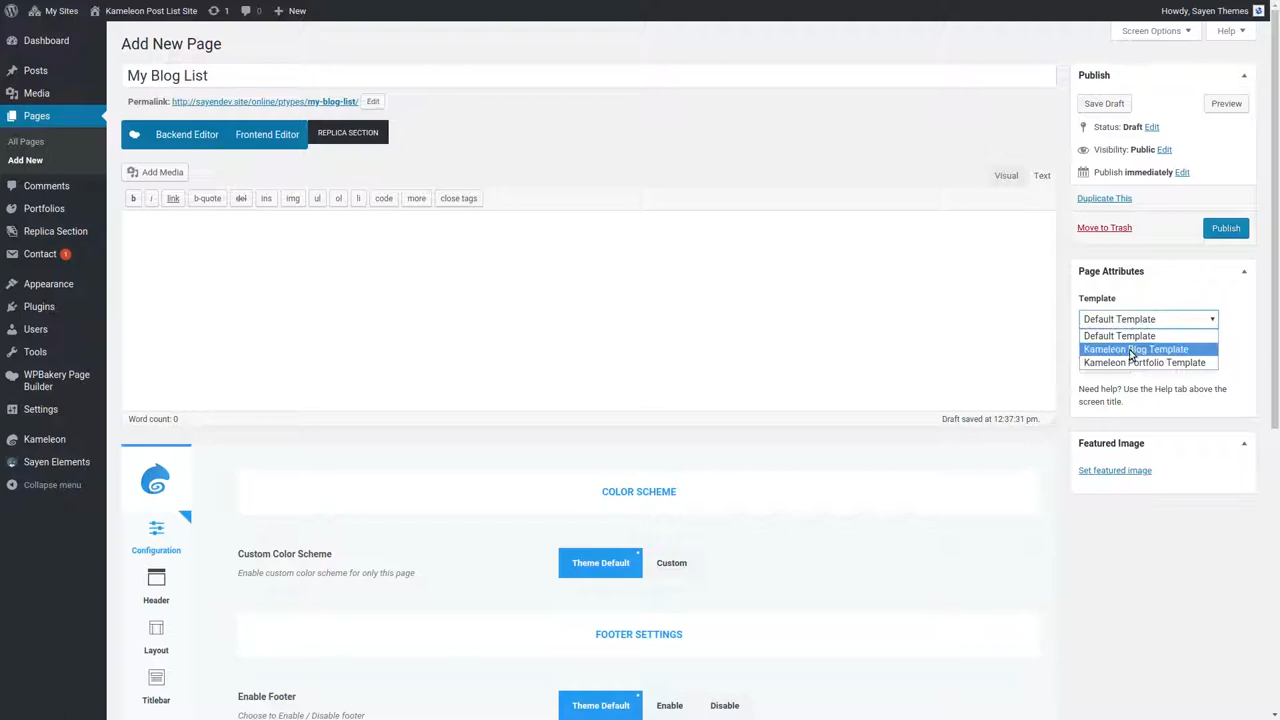 My Sites Kameleon Post List Site 1 0 New Howdy, Sayen Themes
Screen Options Help
Dashboard
Posts
Media
Pages
All Pages
Add New
Comments
Portfolios
Replica Section
Contact 1
Appearance
Plugins
Users
Tools
WPBakery Page
Builder
Settings
Kameleon
Sayen Elements
Collapse menu
Add New Page
My Blog List
Permalink: http://sayendev.site/online/ptypes/my-blog-list/ Edit
Backend Editor Frontend Editor REPLICA SECTION
Add Media
Visual Text
b i link b-quote del ins img ul ol li code more close tags
Word count: 0 Draft saved at 12:37:31 pm.
Configuration
Header
Layout
Titlebar
COLOR SCHEME
Custom Color Scheme
Enable custom color scheme for only this page
Theme Default Custom
FOOTER SETTINGS
Enable Footer
Choose to Enable / Disable footer
Theme Default Enable Disable
Publish
Save Draft Preview
Status: Draft Edit
Visibility: Public Edit
Publish immediately Edit
Duplicate This
Move to Trash Publish
Page Attributes
Template
Default Template
Default Template
Kameleon Blog Template
Kameleon Portfolio Template
Need help? Use the Help tab above the
screen title.
Featured Image
Set featured image